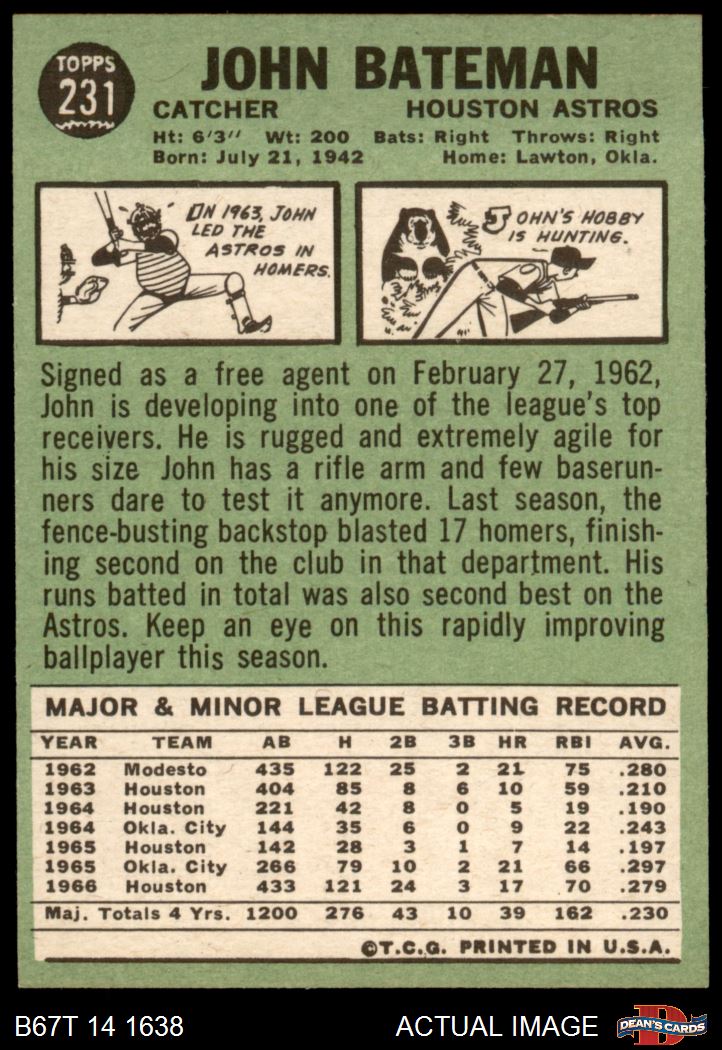 TOPPS
231
JOHN BATEMAN
CATCHER HOUSTON ASTROS
Ht: 6'3" Wt: 200 Bats: Right Throws: Right
Born: July 21, 1942 Home: Lawton, Okla.
IN 1963, JOHN
LED THE
ASTROS IN
HOMERS.
JOHN'S HOBBY
IS HUNTING.
Signed as a free agent on February 27, 1962,
John is developing into one of the league's top
receivers. He is rugged and extremely agile for
his size John has a rifle arm and few baserun-
ners dare to test it anymore. Last season, the
fence-busting backstop blasted 17 homers, finish-
ing second on the club in that department. His
runs batted in total was also second best on the
Astros. Keep an eye on this rapidly improving
ballplayer this season.
MAJOR & MINOR LEAGUE BATTING RECORD
YEAR TEAM AB H 2B 3B HR RBI AVG.
1962 Modesto 435 122 25 2 21 75 .280
1963 Houston 404 85 8 6 10 59 .210
1964 Houston 221 42 8 0 5 19 .190
1964 Okla. City 144 35 6 0 9 22 .243
1965 Houston 142 28 3 1 7 14 .197
1965 Okla. City 266 79 10 2 21 66 .297
1966 Houston 433 121 24 3 17 70 .279
Maj. Totals 4 Yrs. 1200 276 43 10 39 162 .230
©T.C.G. PRINTED IN U.S.A.
B67T 14 1638 ACTUAL IMAGE DEAN'S CARDS